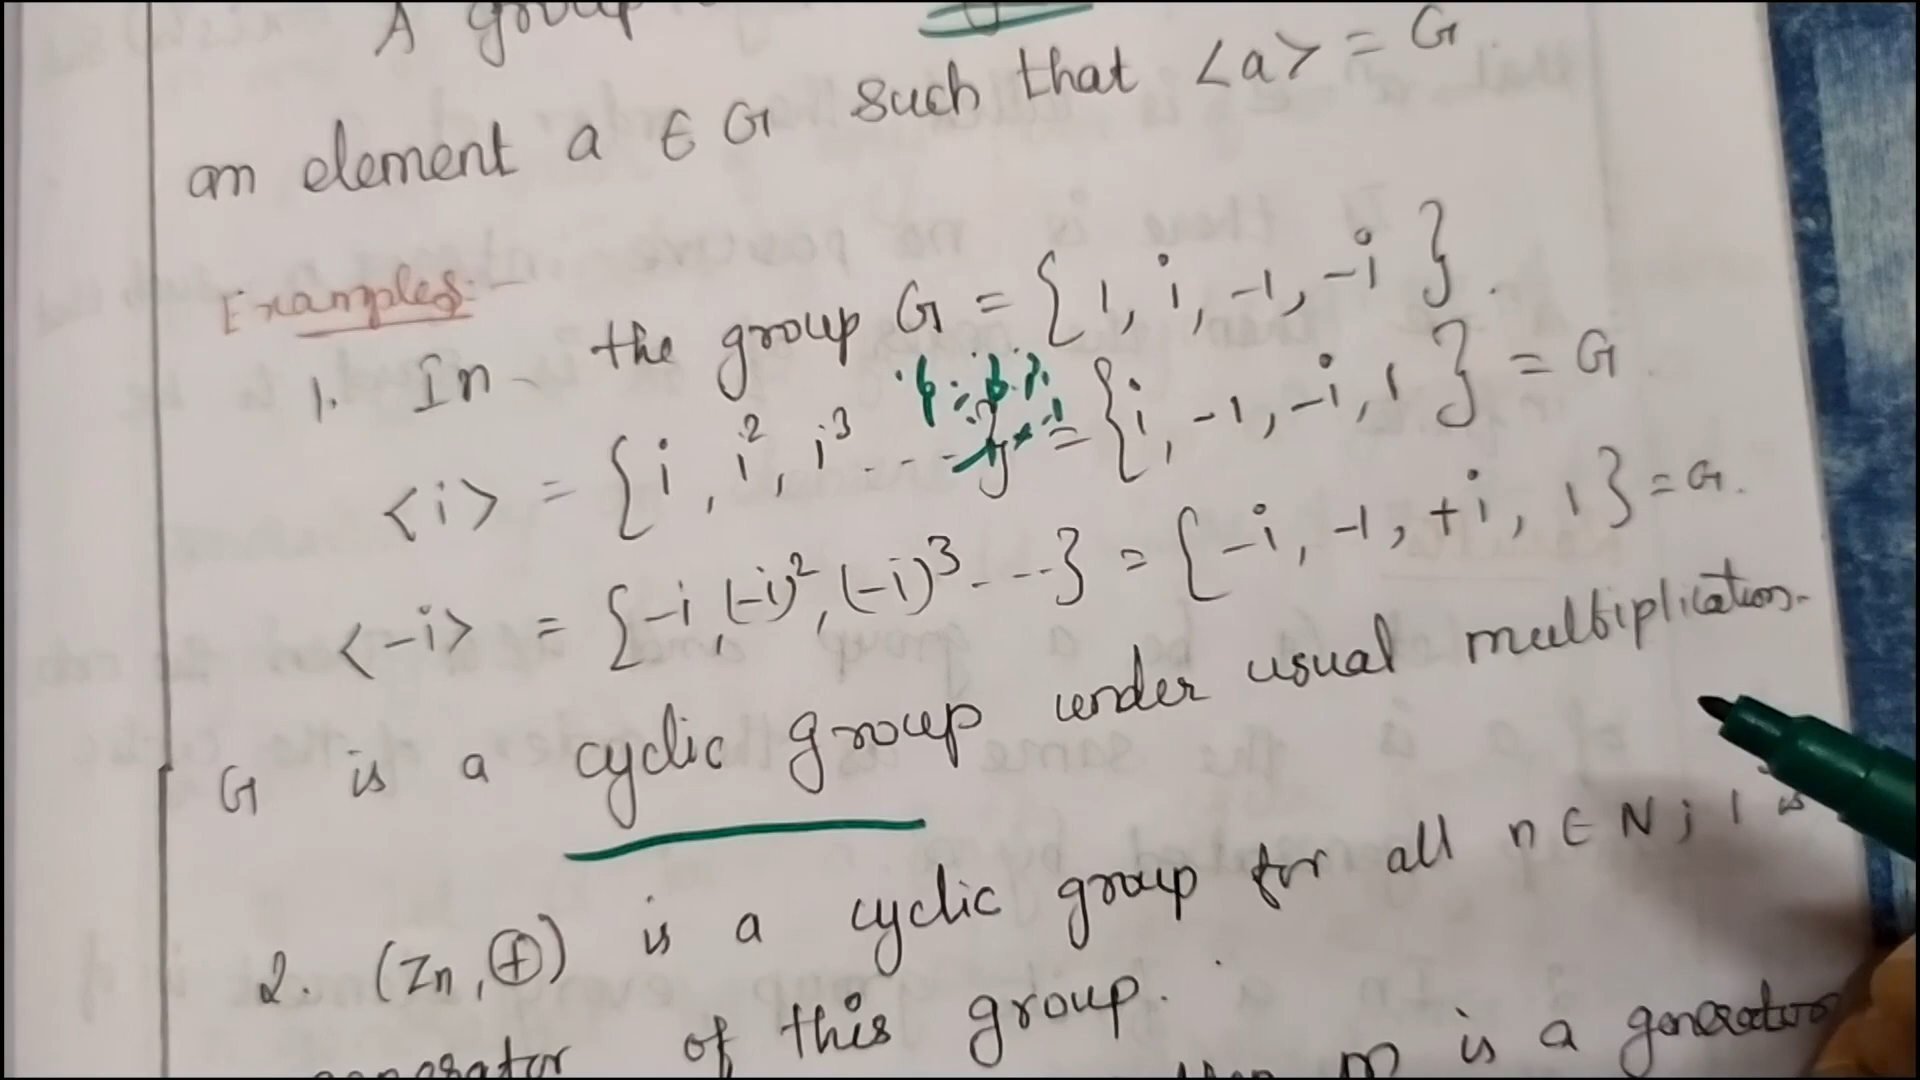 A group
an element a ∈ G such that <a> = G
Examples:-
1. In the group G = { 1, i, -1, -i }.
<i> = { i, i², i³ - - - } = { i, -1, -i, 1 } = G
<-i> = { -i, (-i)², (-i)³ - - - } = { -i, -1, +i, 1 } = G.
G is a cyclic group under usual multiplication.
2. (Zn, ⊕) is a cyclic group for all n ∈ N ; 1 is
generator of this group.
m is a generator